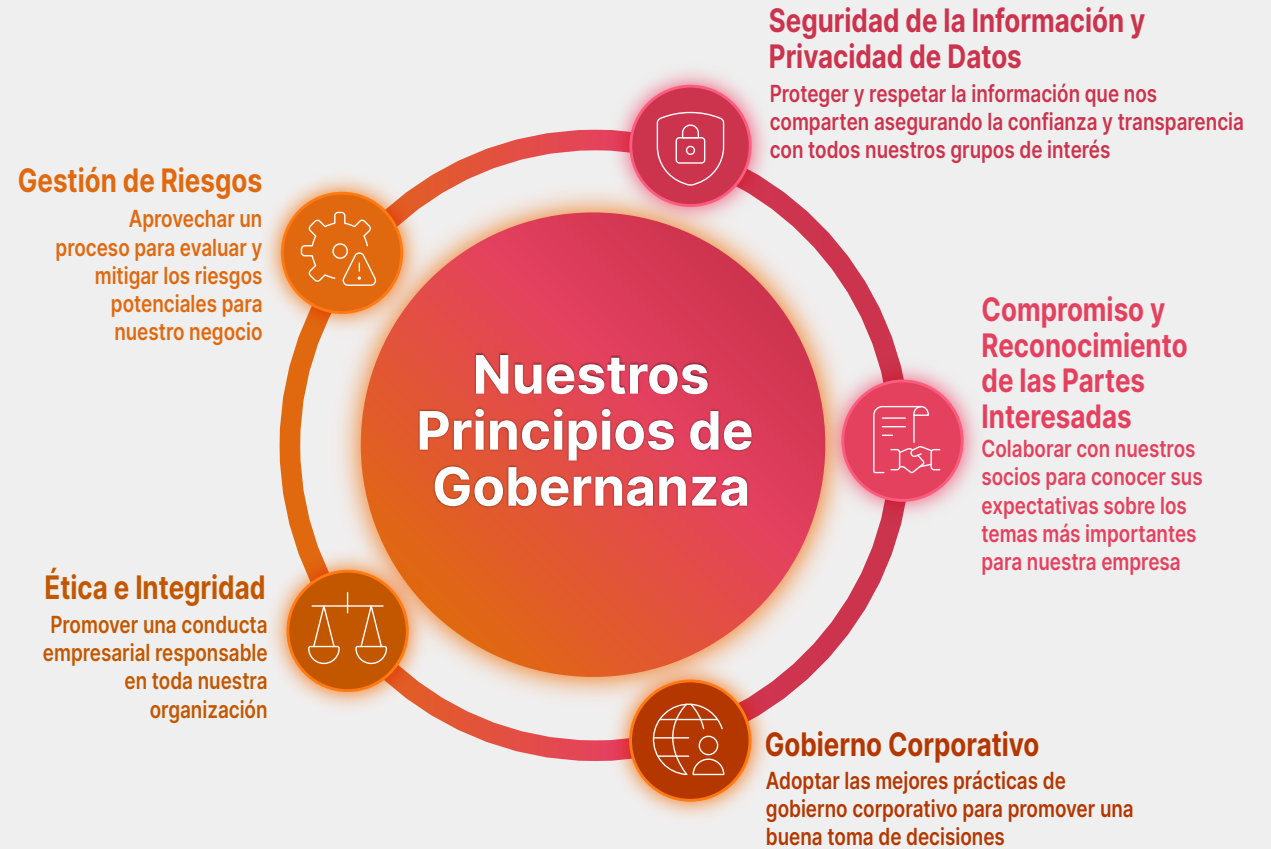 Seguridad de la Información y
Privacidad de Datos
Proteger y respetar la información que nos
comparten asegurando la confianza y transparencia
con todos nuestros grupos de interés
Gestión de Riesgos
Aprovechar un
proceso para evaluar y
mitigar los riesgos
potenciales para
nuestro negocio
Nuestros
Principios de
Gobernanza
Compromiso y
Reconocimiento
de las Partes
Interesadas
Colaborar con nuestros
socios para conocer sus
expectativas sobre los
temas más importantes
para nuestra empresa
Ética e Integridad
Promover una conducta
empresarial responsable
en toda nuestra
organización
Gobierno Corporativo
Adoptar las mejores prácticas de
gobierno corporativo para promover una
buena toma de decisiones